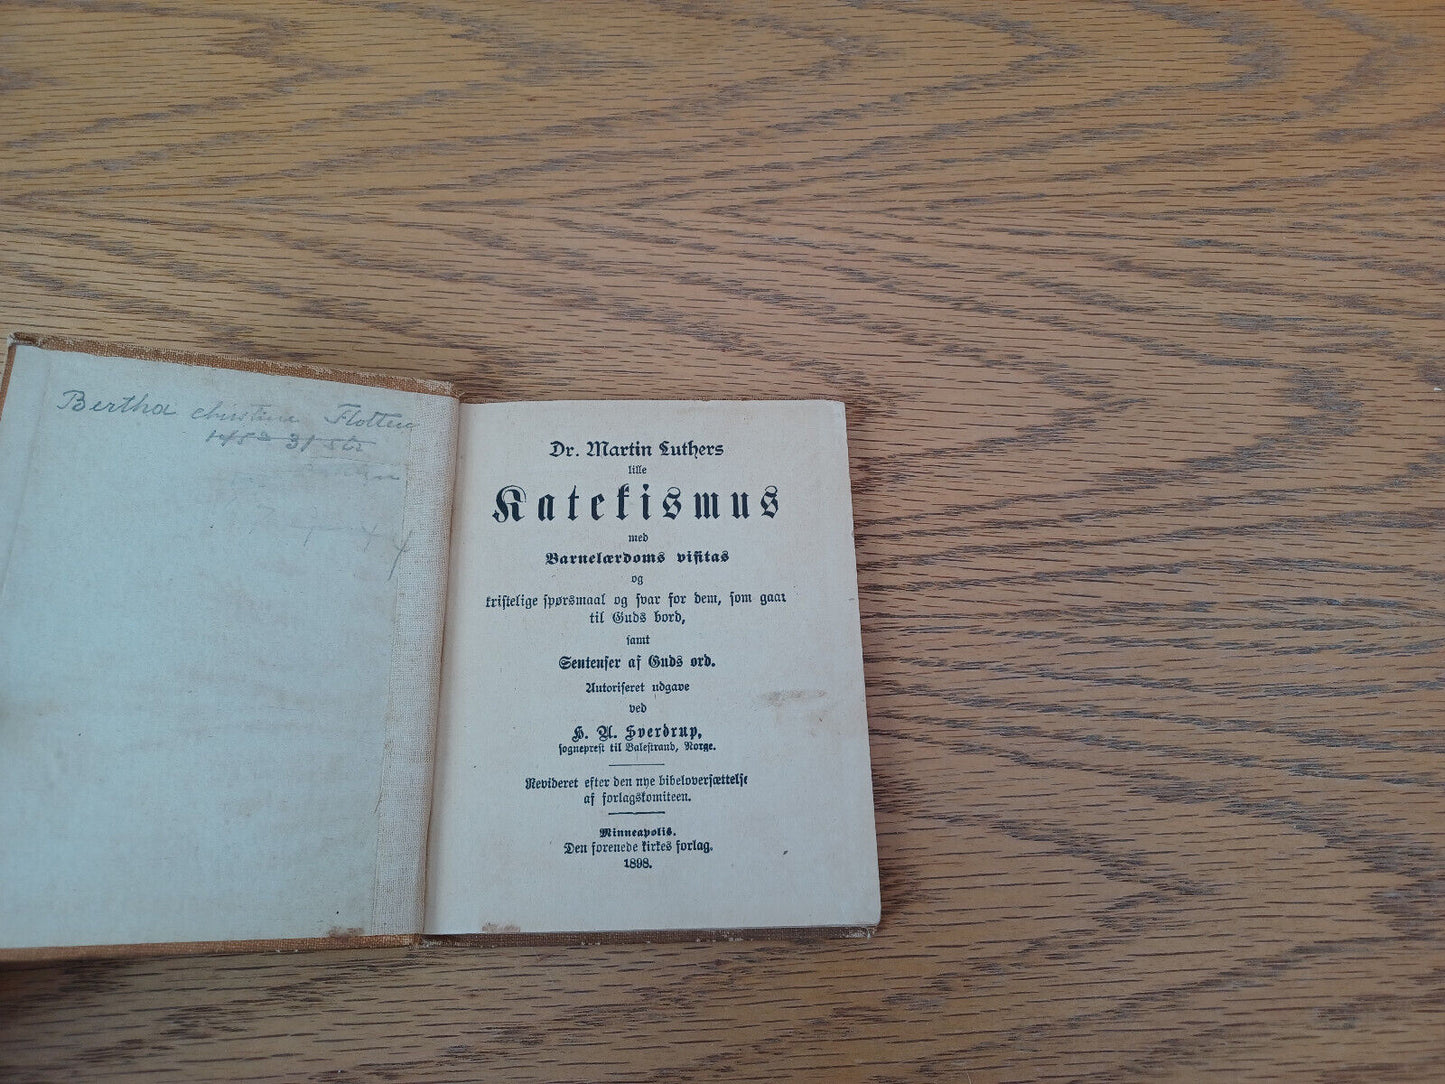 Bertha Christine
Dr. Martin Luthers
lille
Katekismus
med
Barnelærdoms visitas
og
kristelige spørsmaal og svar for dem, som gaar
til Guds bord,
samt
Sentenser af Guds ord.
Autoriseret udgave
ved
H. U. Sverdrup,
sogneprest til Balestrand, Norge.
Revideret efter den nye bibeloversættelse
af forlagskomiteen.
Minneapolis.
Den forenede kirkes forlag.
1898.